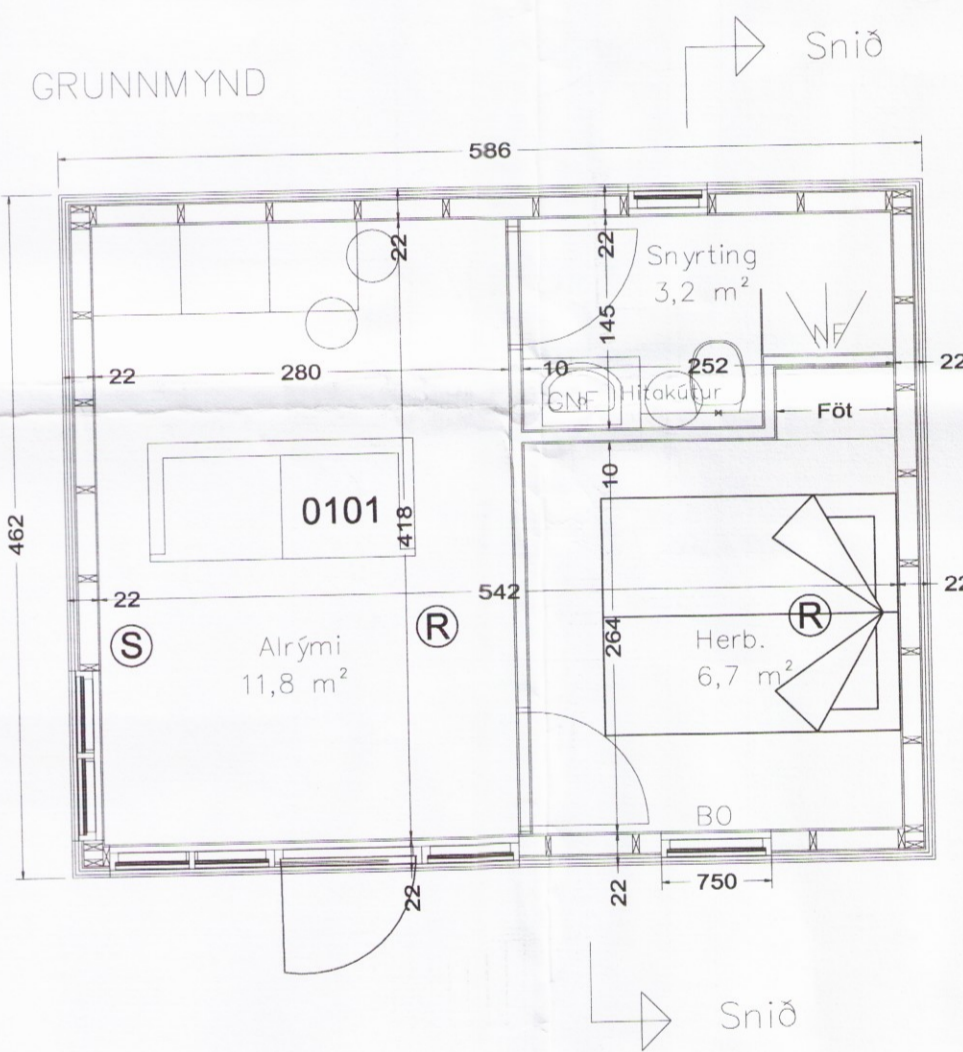 Snið
GRUNNMYND
586
22
22
Snyrting
3,2 m²
145
NF
22
280
10
252
22
GNF
Hitakútur
Föt
10
462
0101
418
22
542
22
S
R
R
Alrými
11,8 m²
264
Herb.
6,7 m²
BO
750
22
22
Snið